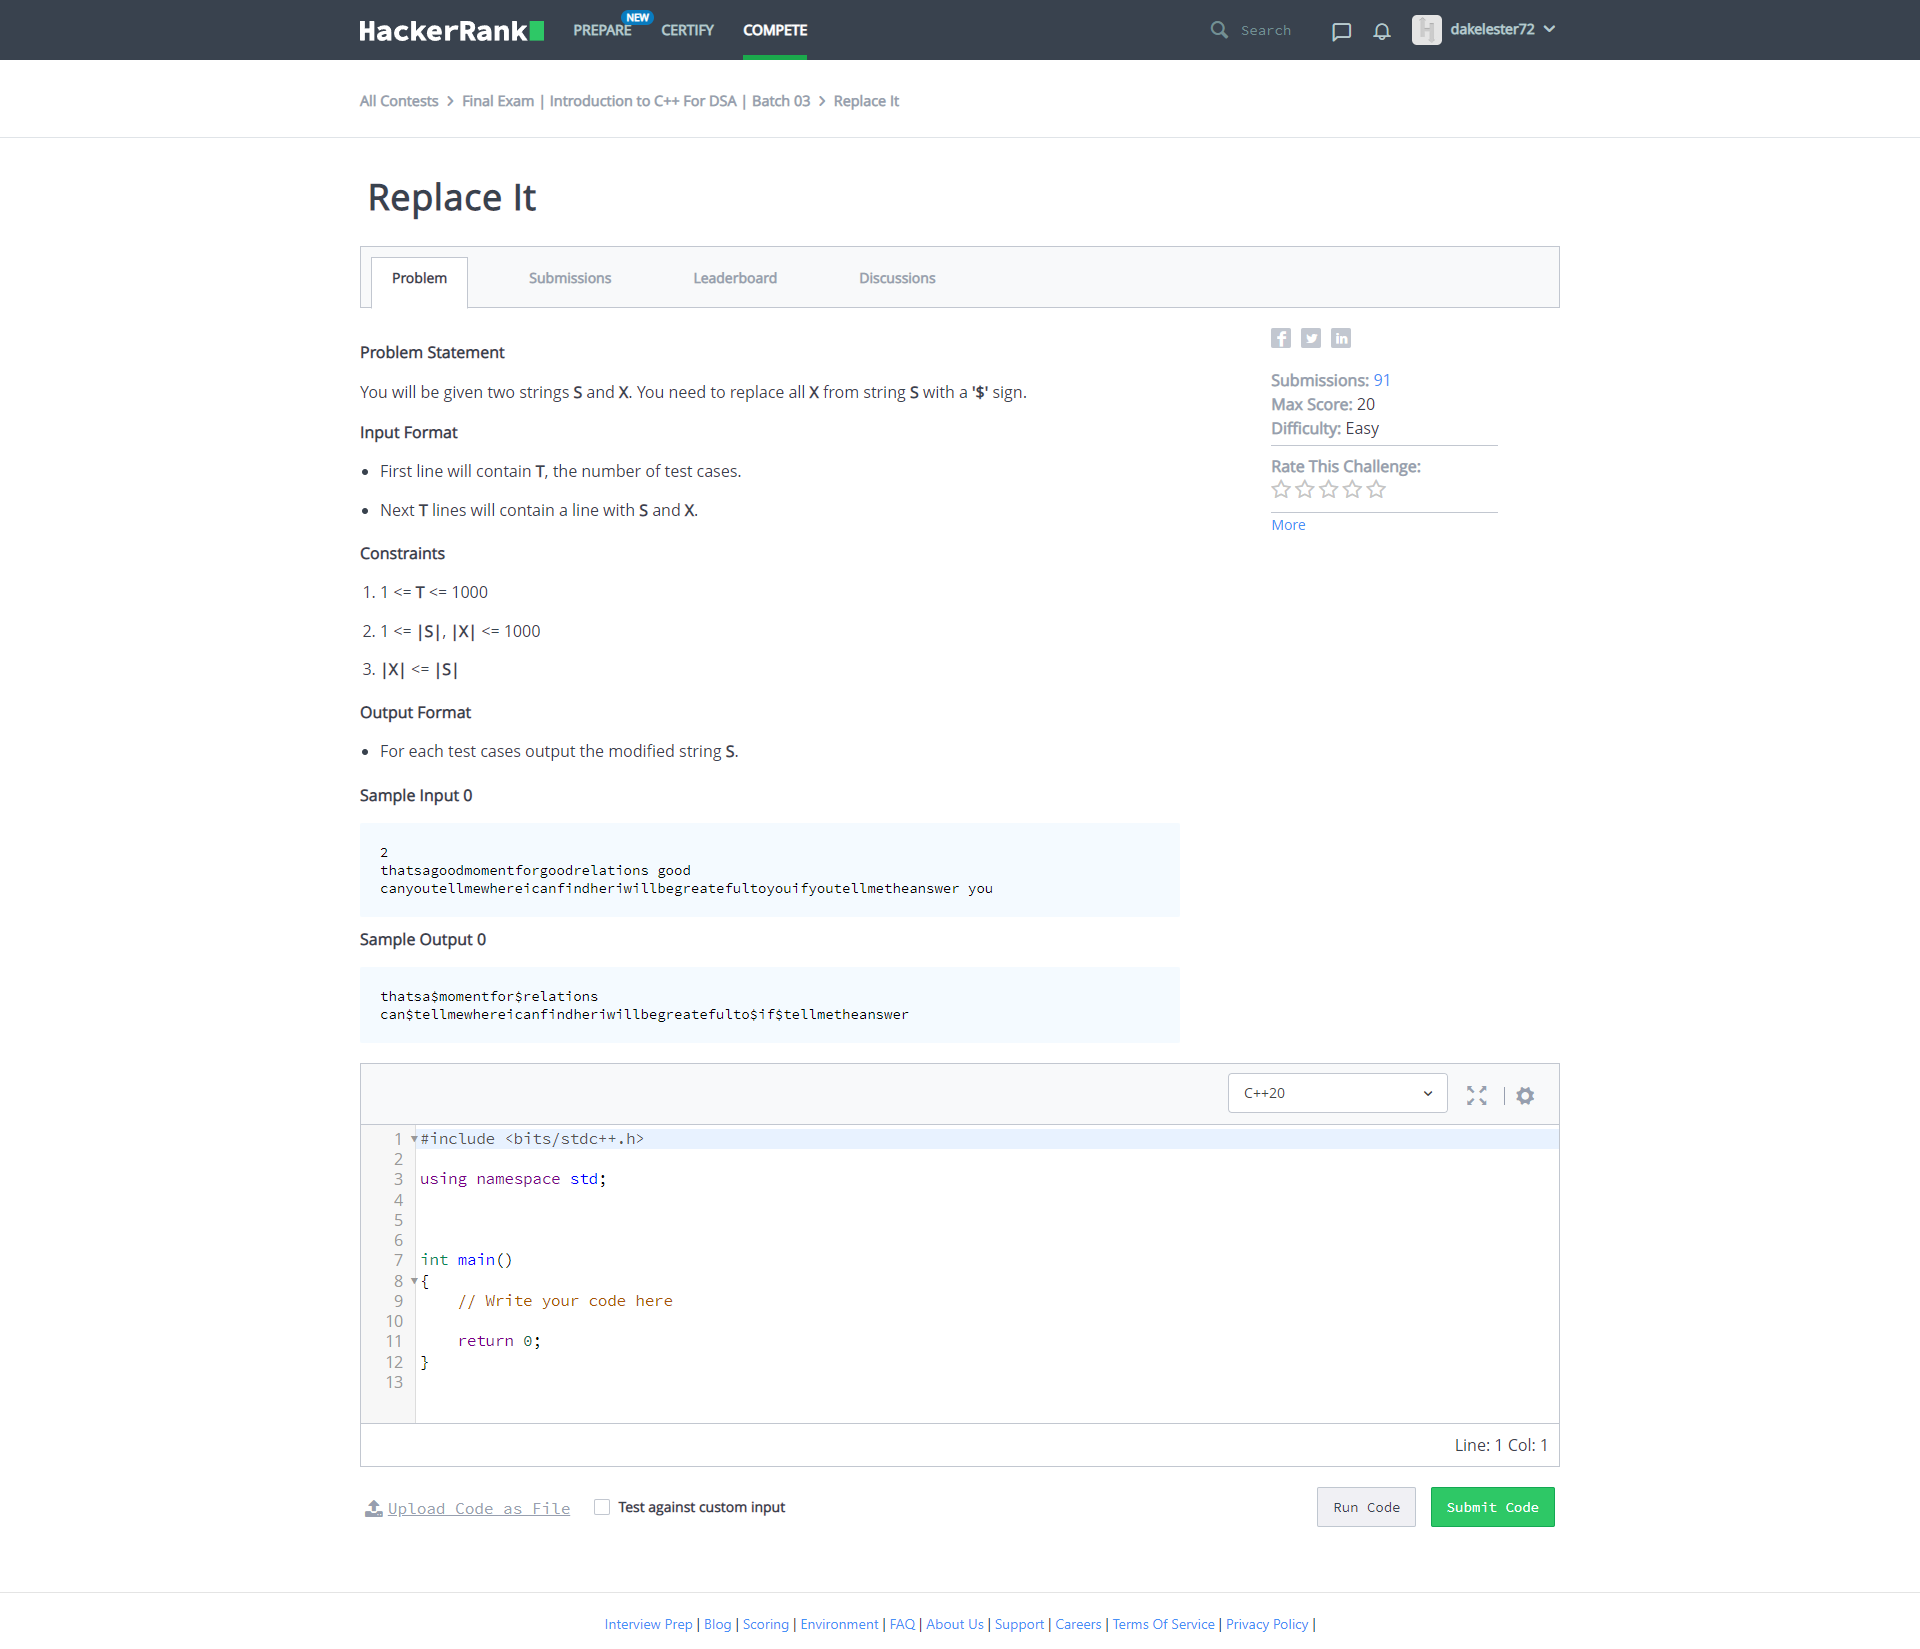 HackerRank
PREPARE
NEW
CERTIFY
COMPETE
Search
dakelester72
All Contests > Final Exam | Introduction to C++ For DSA | Batch 03 > Replace It
Replace It
Problem
Submissions
Leaderboard
Discussions
Problem Statement
You will be given two strings S and X. You need to replace all X from string S with a '$' sign.
Input Format
• First line will contain T, the number of test cases.
• Next T lines will contain a line with S and X.
Constraints
1. 1 <= T <= 1000
2. 1 <= |S|, |X| <= 1000
3. |X| <= |S|
Output Format
• For each test cases output the modified string S.
Sample Input 0
2
thatsagoodmomentforgoodrelations good
canyoutellmewhereicanfindheriwillbegreatefultoyouifyoutellmetheanswer you
Sample Output 0
thatsa$momentfor$relations
can$tellmewhereicanfindheriwillbegreatefulto$if$tellmetheanswer
Submissions: 91
Max Score: 20
Difficulty: Easy
Rate This Challenge:
More
C++20
1 #include <bits/stdc++.h>
2
3 using namespace std;
4
5
6
7 int main()
8 {
9 // Write your code here
10
11 return 0;
12 }
13
Line: 1 Col: 1
Upload Code as File
Test against custom input
Run Code
Submit Code
Interview Prep | Blog | Scoring | Environment | FAQ | About Us | Support | Careers | Terms Of Service | Privacy Policy |